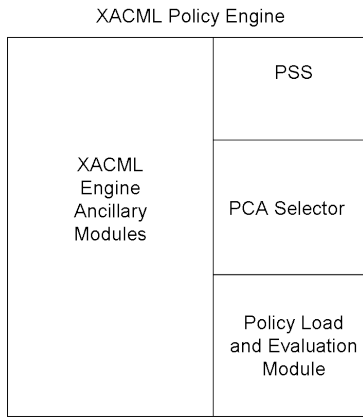 XACML Policy Engine
PSS
XACML
Engine
Ancillary
Modules
PCA Selector
Policy Load
and Evaluation
Module